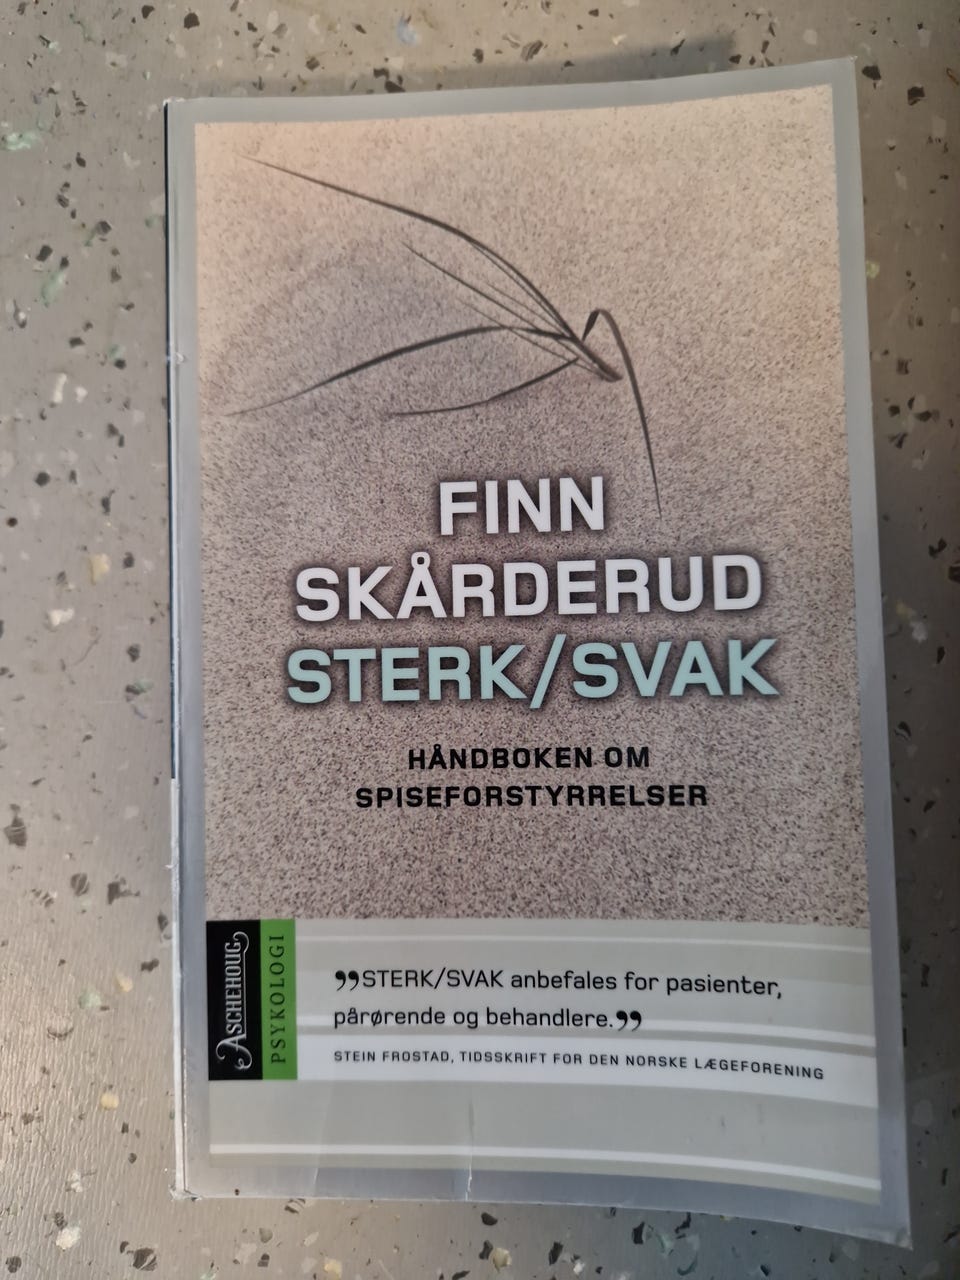 FINN
SKÅRDERUD
STERK/SVAK
HÅNDBOKEN OM
SPISEFORSTYRRELSER
ASCHEHOUG
PSYKOLOGI
”STERK/SVAK anbefales for pasienter,
pårørende og behandlere.”
STEIN FROSTAD, TIDSSKRIFT FOR DEN NORSKE LÆGEFORENING